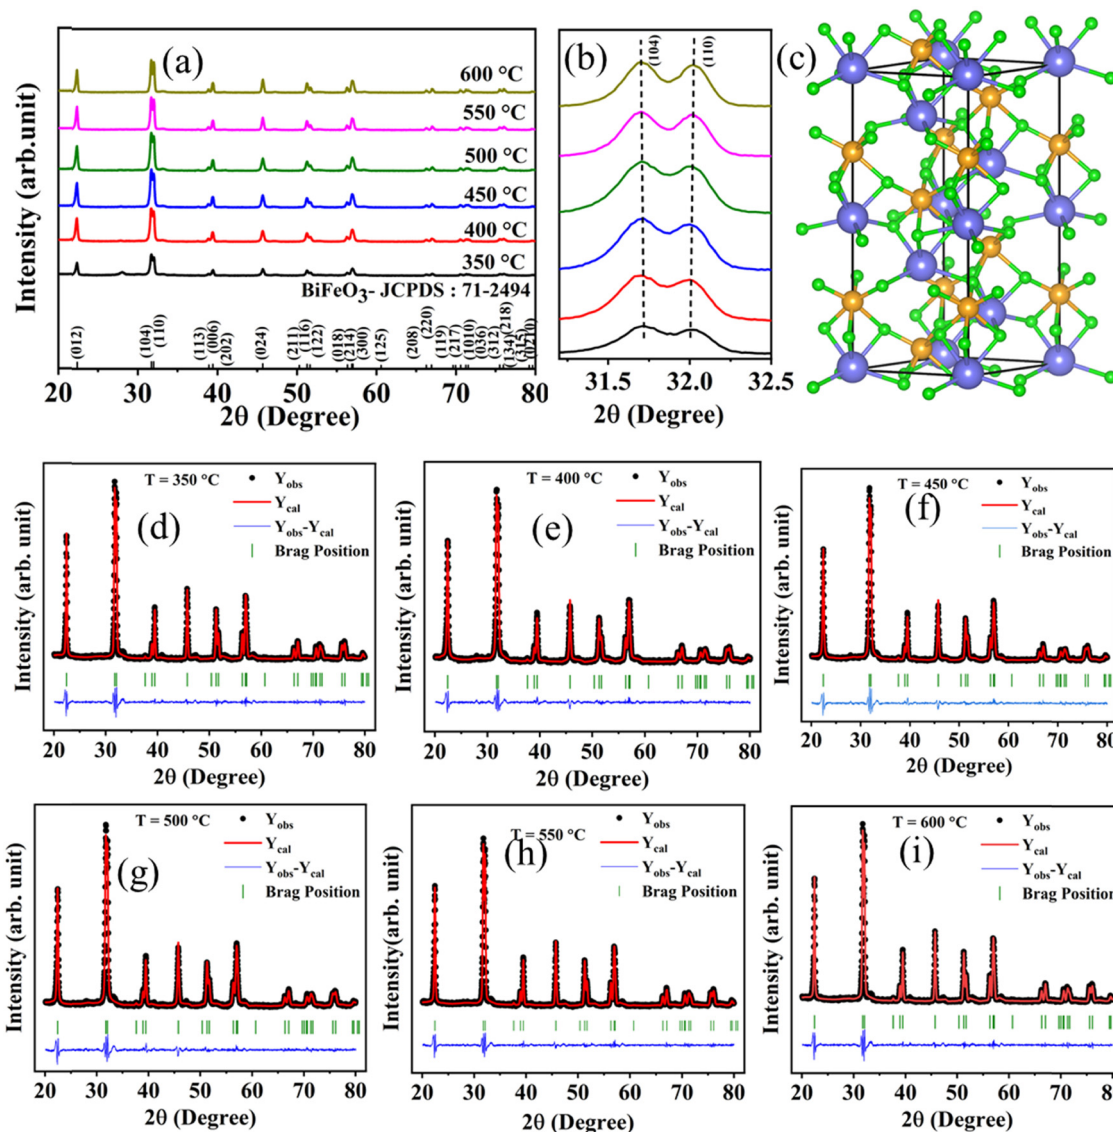 (a)
600 °C
550 °C
500 °C
450 °C
400 °C
350 °C
BiFeO3- JCPDS : 71-2494
(012)
(104)
(110)
(113)
(006)
(202)
(024)
(211)
(116)
(122)
(018)
(214)
(300)
(125)
(208)
(220)
(119)
(217)
(1010)
(036)
(312)
(134)
(218)
(315)
(0210)
20 30 40 50 60 70 80
2θ (Degree)
Intensity (arb.unit)
(b)
(104)
(110)
31.5 32.0 32.5
2θ (Degree)
(c)
T = 350 °C
(d)
Yobs
Ycal
Yobs-Ycal
Brag Position
20 30 40 50 60 70 80
2θ (Degree)
Intensity (arb. unit)
T = 400 °C
(e)
Yobs
Ycal
Yobs-Ycal
Brag Position
20 30 40 50 60 70 80
2θ (Degree)
Intensity (arb. unit)
T = 450 °C
(f)
Yobs
Ycal
Yobs-Ycal
Brag Position
20 30 40 50 60 70 80
2θ (Degree)
Intensity (arb. unit)
T = 500 °C
(g)
Yobs
Ycal
Yobs-Ycal
Brag Position
20 30 40 50 60 70 80
2θ (Degree)
Intensity (arb. unit)
T = 550 °C
(h)
Yobs
Ycal
Yobs-Ycal
Brag Position
20 30 40 50 60 70 80
2θ (Degree)
Intensity(arb. unit)
T = 600 °C
(i)
Yobs
Ycal
Yobs-Ycal
Brag Position
20 30 40 50 60 70 80
2θ (Degree)
Intensity (arb. unit)